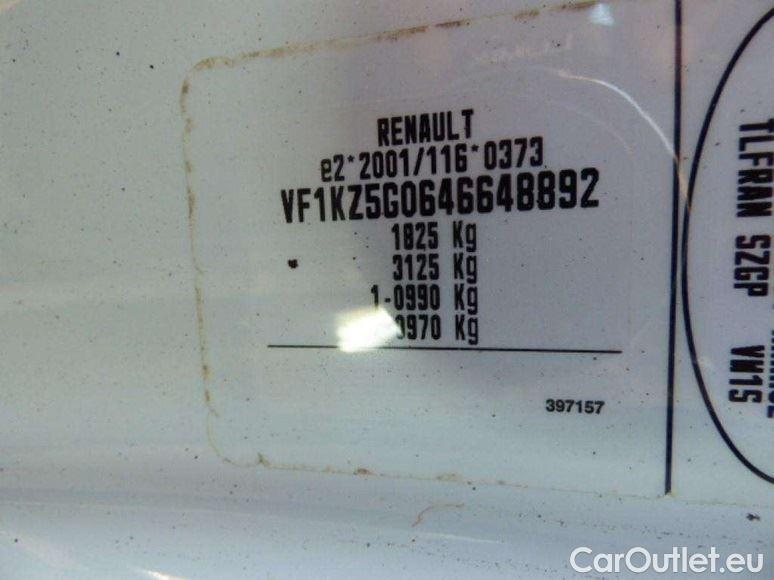 RENAULT
e2*2001/116*0373
VF1KZ5G0646648892
1825 Kg
3125 Kg
1-0990 Kg
0970 Kg
397157
TLFRAN SZGP VW1S
CarOutlet.eu